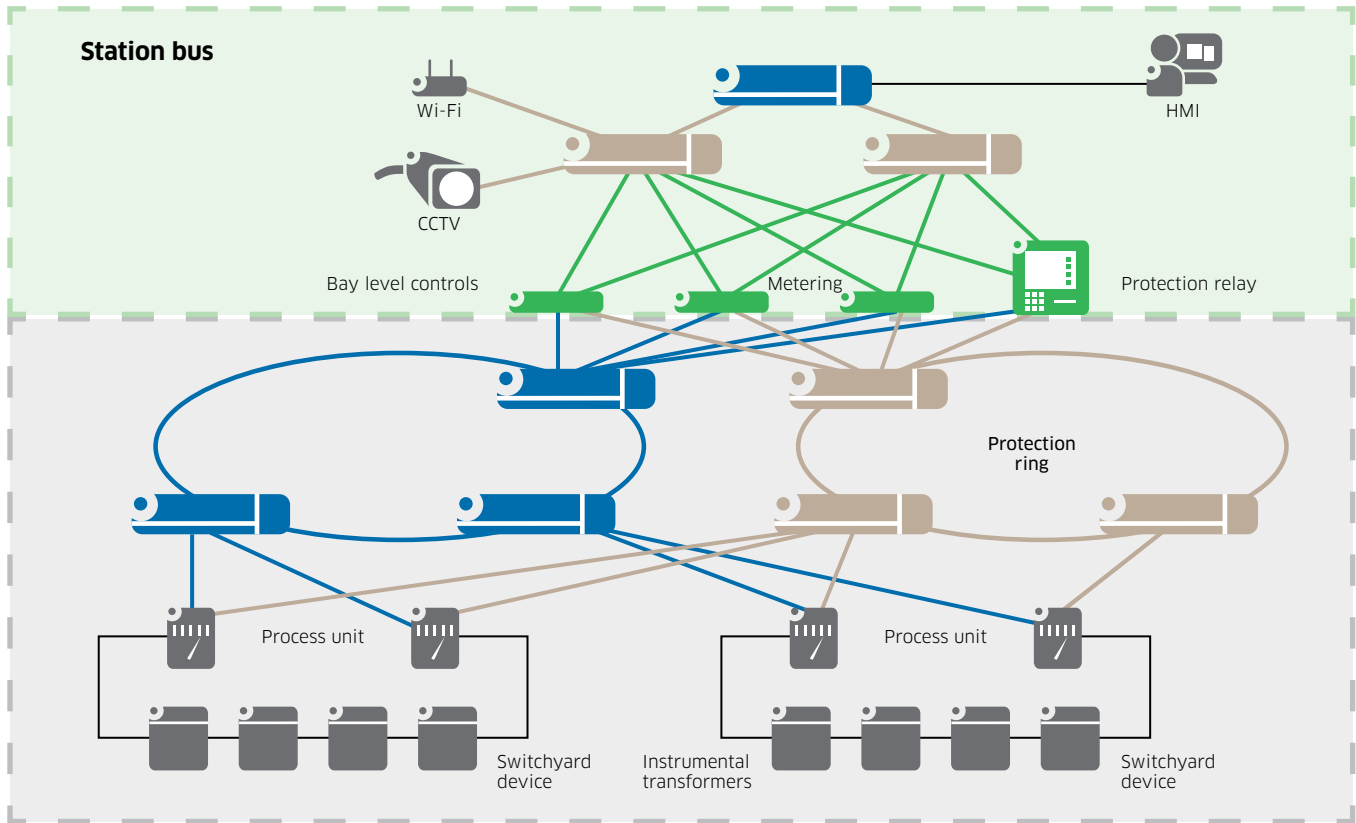 Station bus
Wi-Fi
HMI
CCTV
Bay level controls
Metering
Protection relay
Protection
ring
Process unit
Process unit
Switchyard
device
Instrumental
transformers
Switchyard
device